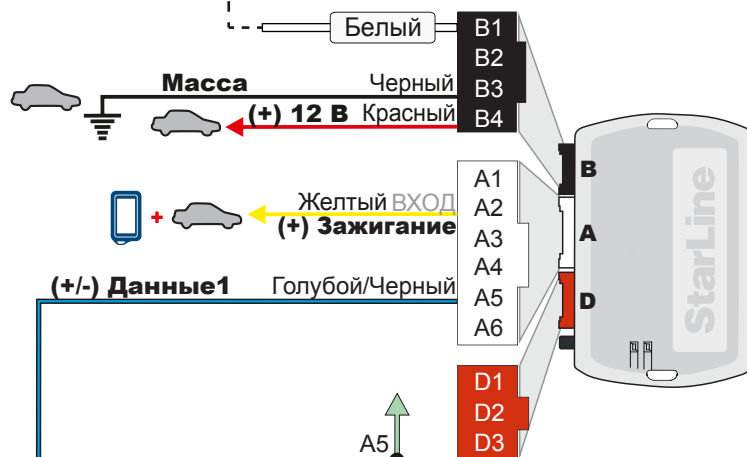 Белый
B1
B2
Масса Черный B3
(+) 12 В Красный B4
B
A1
Желтый ВХОД A2
(+) Зажигание A3
A4
(+/-) Данные1 Голубой/Черный A5
A6
A
D
StarLine
D1
D2
A5 D3